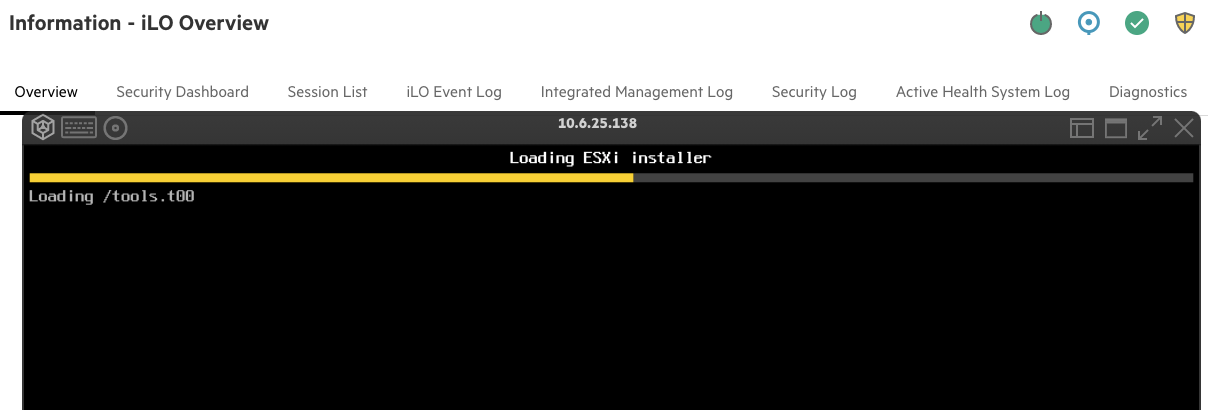 Information - iLO Overview
Overview Security Dashboard Session List iLO Event Log Integrated Management Log Security Log Active Health System Log Diagnostics
10.6.25.138
Loading ESXi installer
Loading /tools.t00